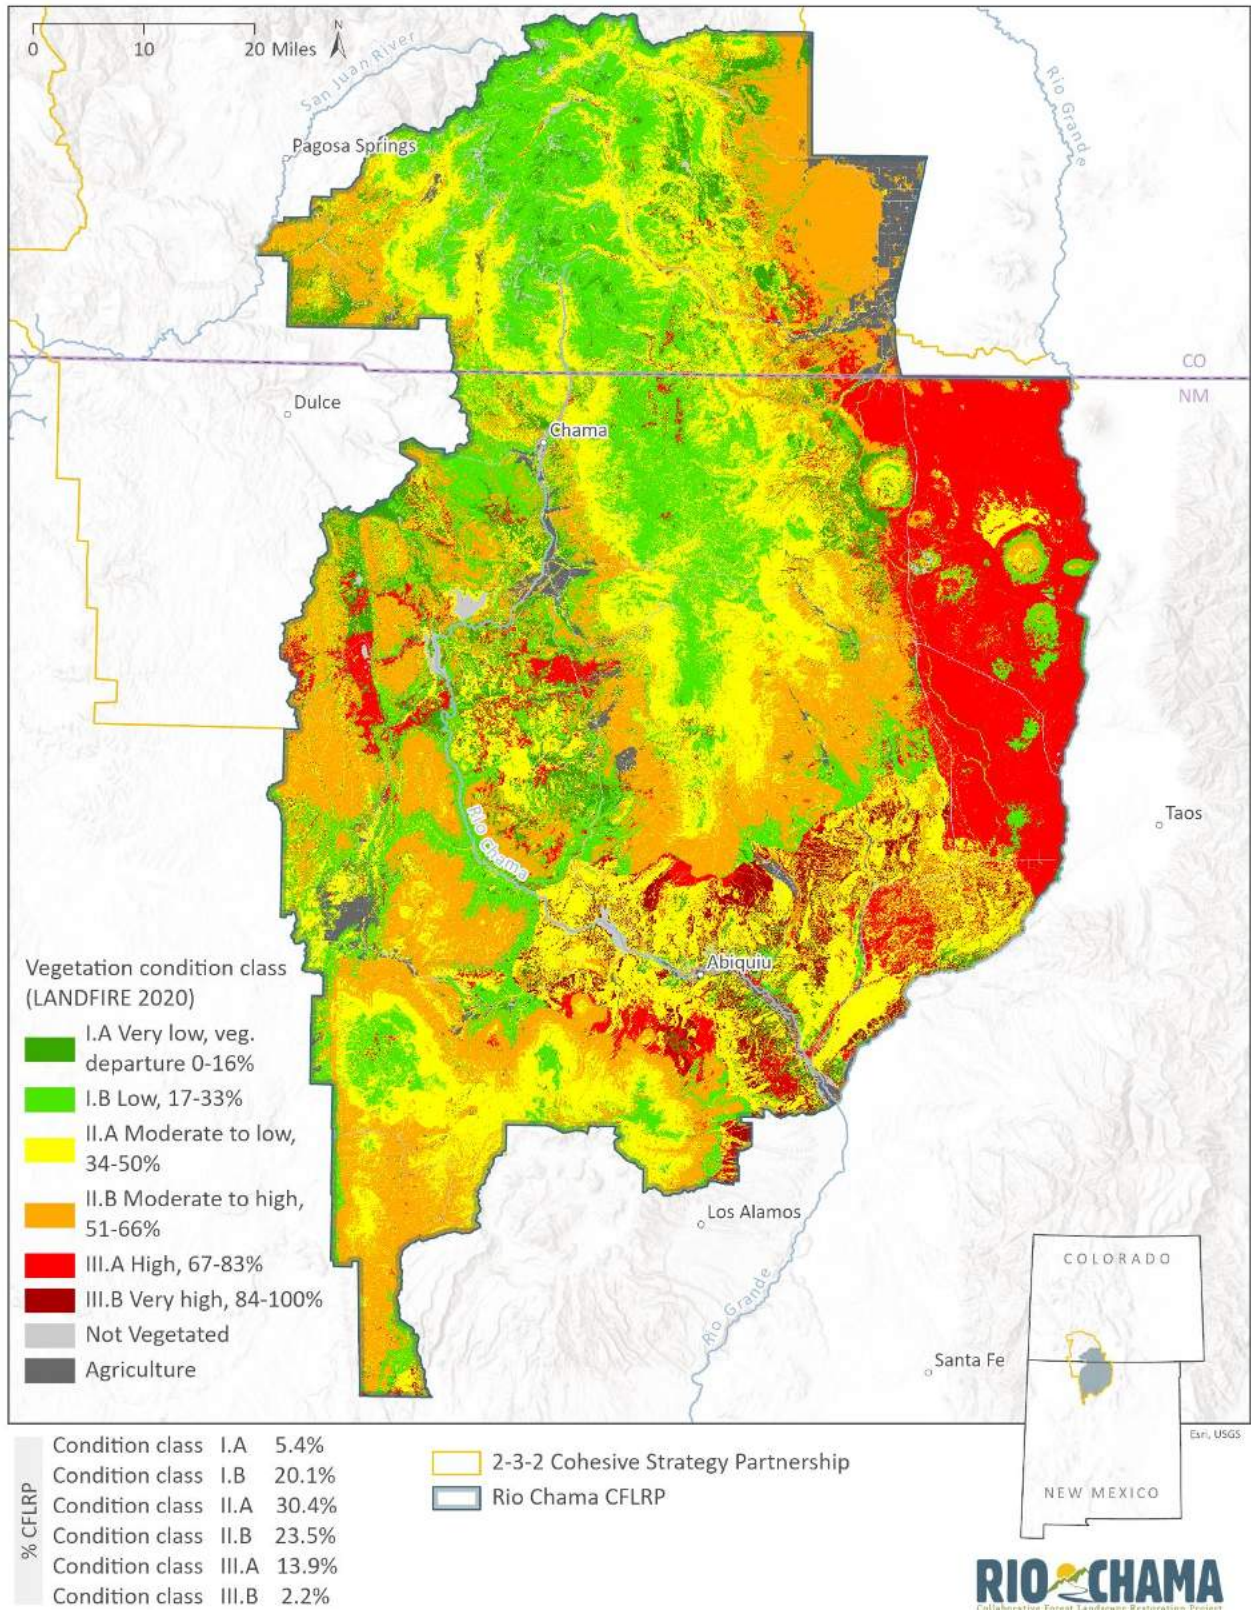 0 10 20 Miles
N
San Juan River
Rio Grande
Pagosa Springs
CO
NM
Dulce
Chama
Rio Chama
Taos
Abiquiu
Vegetation condition class
(LANDFIRE 2020)
I.A Very low, veg.
departure 0-16%
I.B Low, 17-33%
II.A Moderate to low,
34-50%
II.B Moderate to high,
51-66%
III.A High, 67-83%
III.B Very high, 84-100%
Not Vegetated
Agriculture
Los Alamos
Rio Grande
Santa Fe
COLORADO
NEW MEXICO
Esri, USGS
% CFLRP
Condition class I.A 5.4%
Condition class I.B 20.1%
Condition class II.A 30.4%
Condition class II.B 23.5%
Condition class III.A 13.9%
Condition class III.B 2.2%
2-3-2 Cohesive Strategy Partnership
Rio Chama CFLRP
RIO CHAMA
Collaborative Forest Landscape Restoration Project